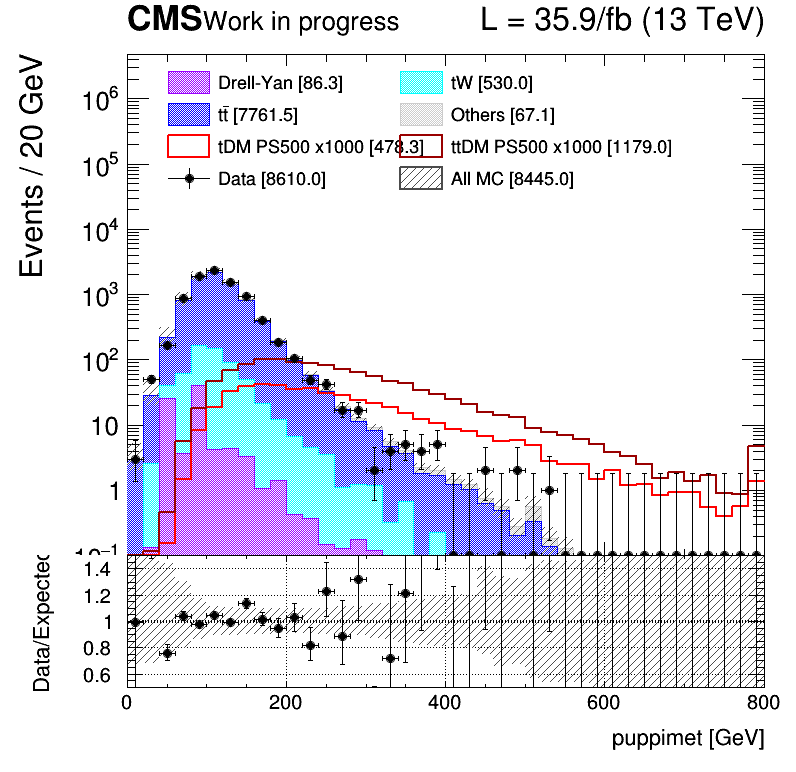 CMS Work in progress L = 35.9/fb (13 TeV)
Events / 20 GeV
Drell-Yan [86.3] tW [530.0]
tt̄ [7761.5] Others [67.1]
tDM PS500 x1000 [478.3] ttDM PS500 x1000 [1179.0]
Data [8610.0] All MC [8445.0]
10⁶
10⁵
10⁴
10³
10²
10
1
10⁻¹
Data/Expected
1.4
1.2
1
0.8
0.6
0 200 400 600 800
puppimet [GeV]